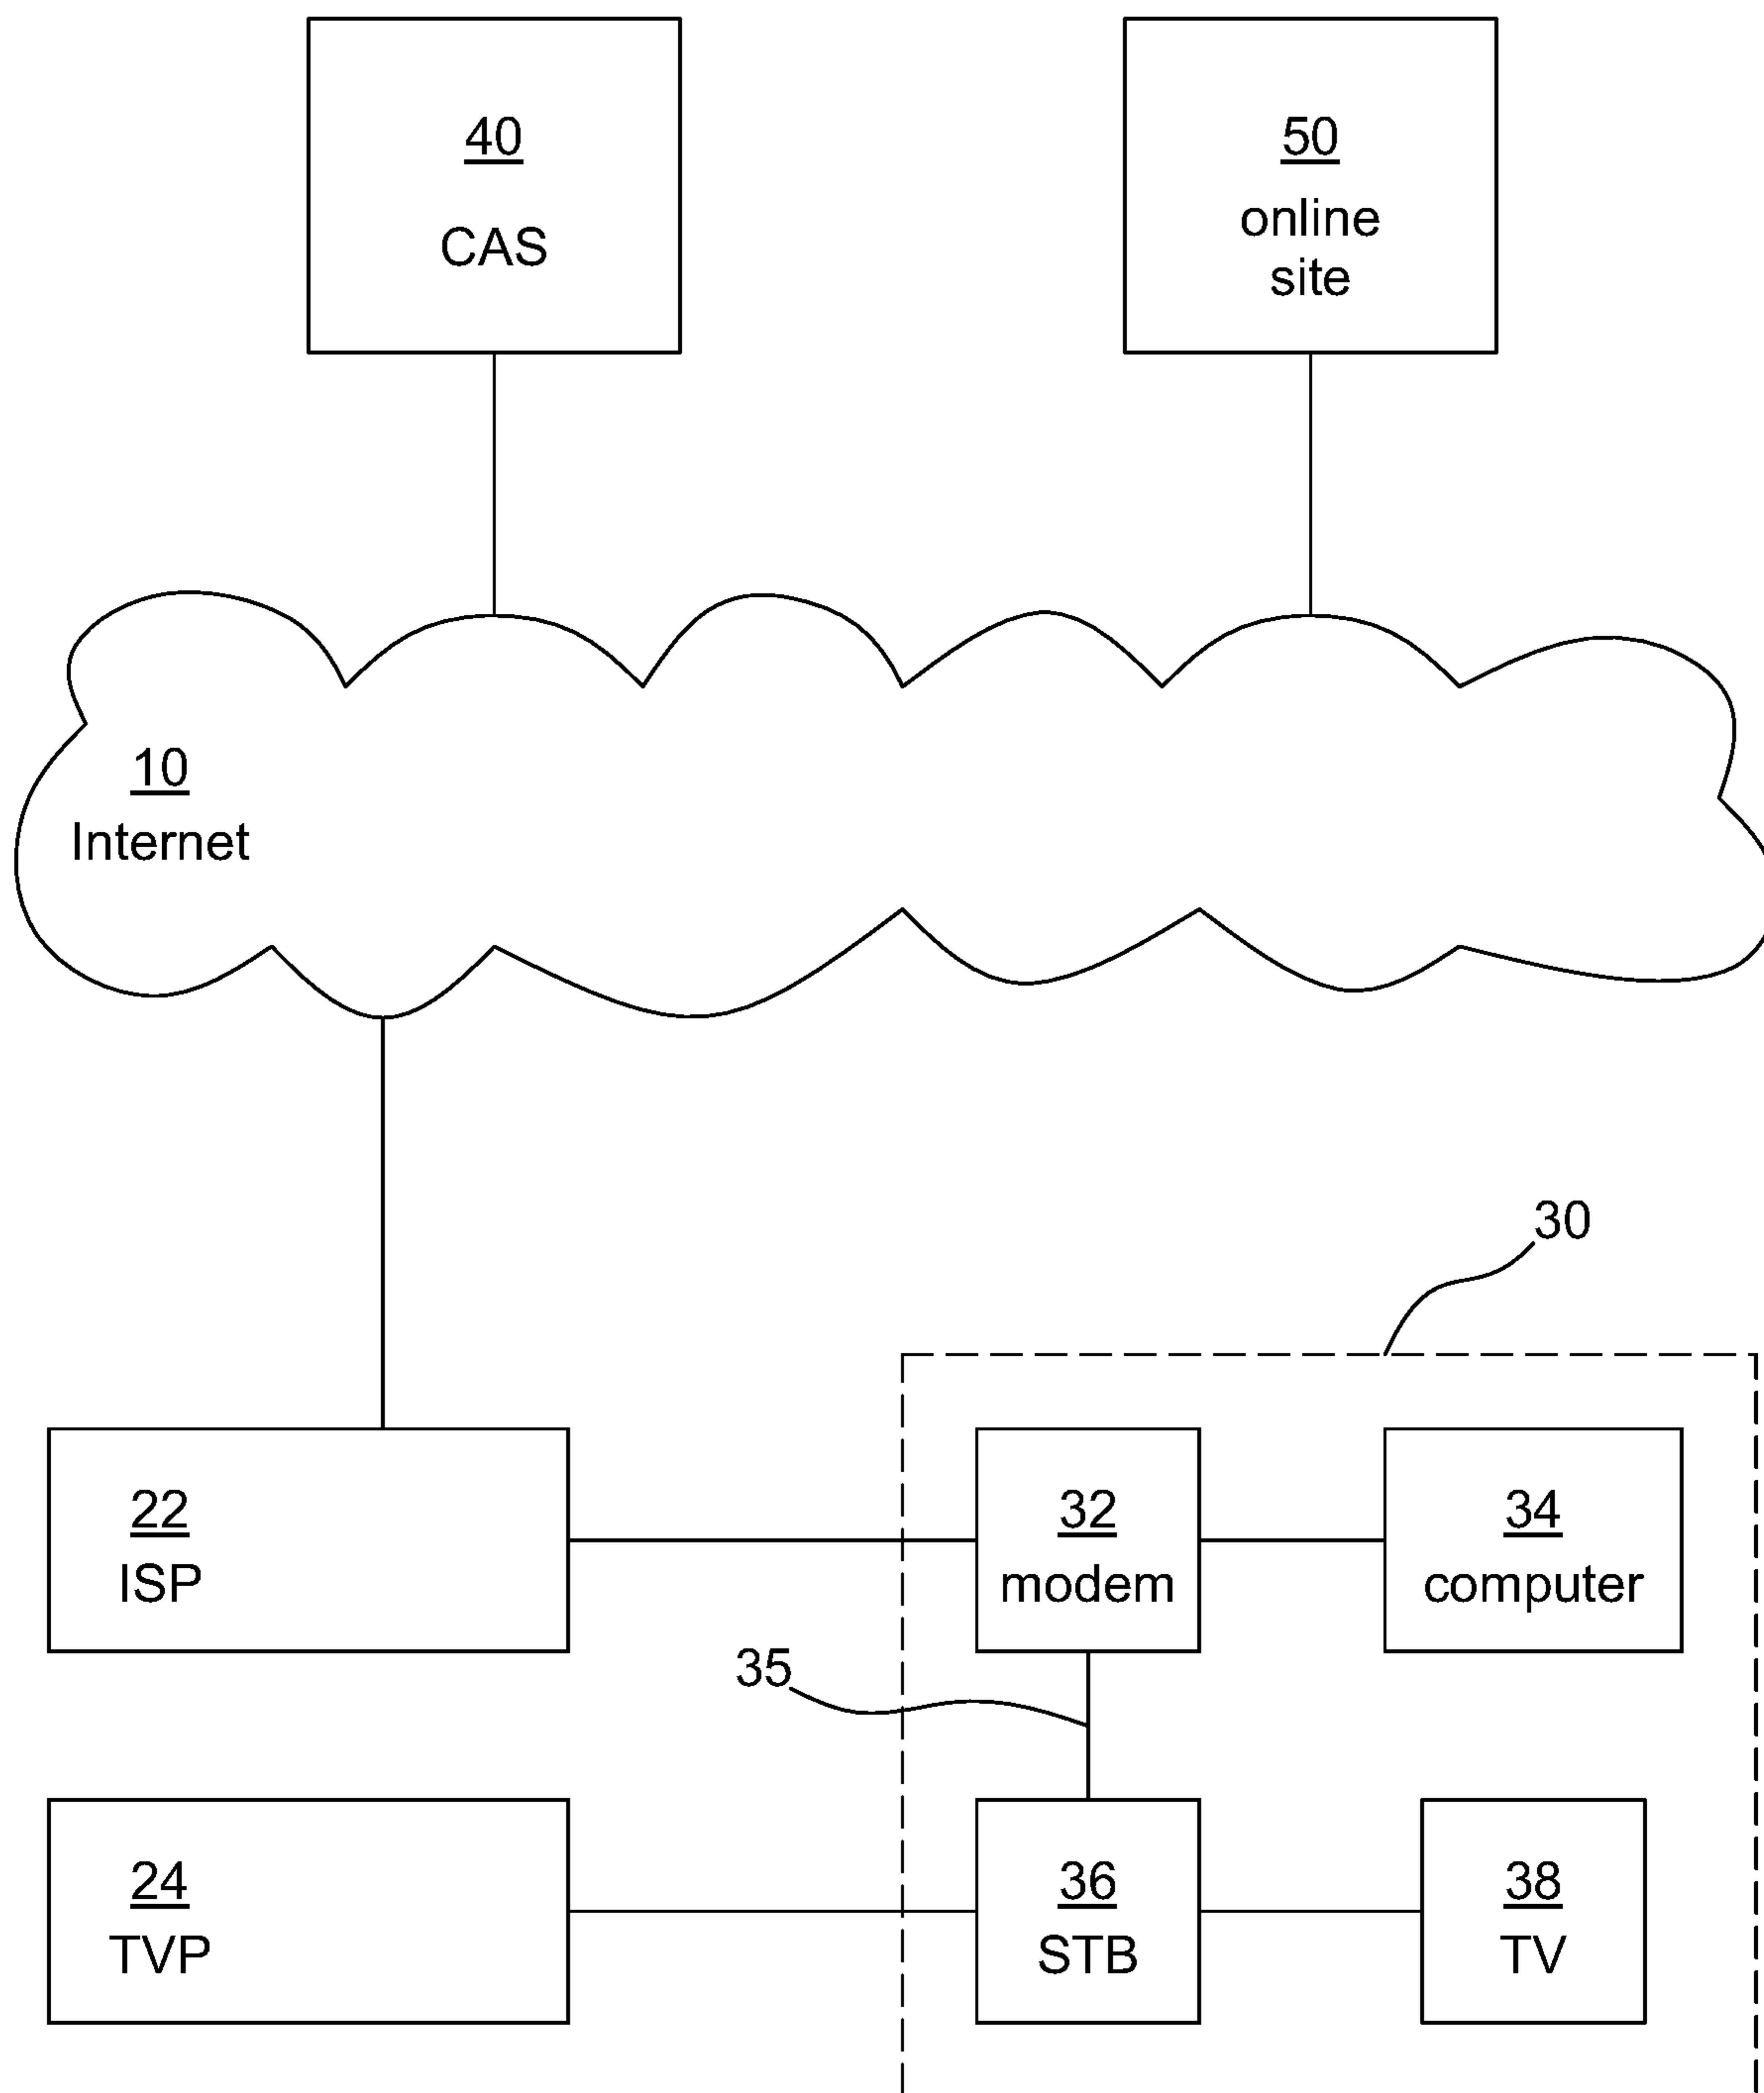 40
CAS
50
online
site
10
Internet
30
22
ISP
32
modem
34
computer
35
24
TVP
36
STB
38
TV